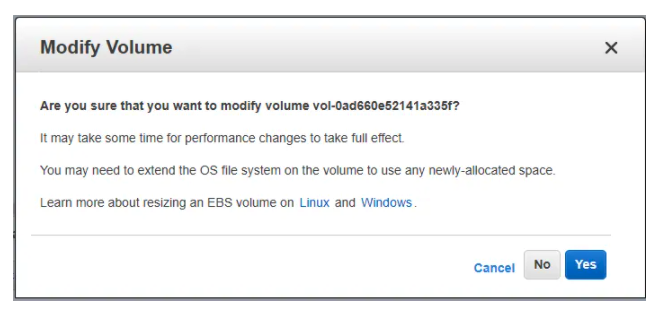 Modify Volume
Are you sure that you want to modify volume vol-0ad660e52141a335f?
It may take some time for performance changes to take full effect.
You may need to extend the OS file system on the volume to use any newly-allocated space.
Learn more about resizing an EBS volume on Linux and Windows.
Cancel No Yes